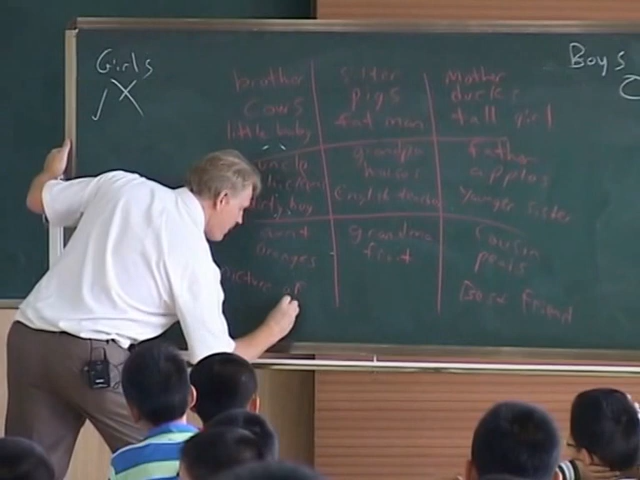 Girls
Boys
X
brother
cows
little baby
sister
pigs
fat man
Mother
ducks
tall girl
uncle
grandpa
horses
English teacher
father
apples
younger sister
aunt
oranges
picture of
grandma
fruit
cousin
pears
Best Friend